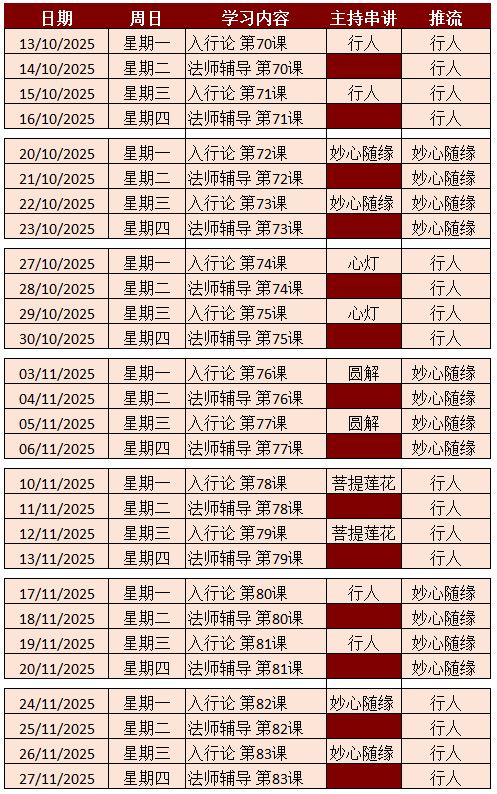 日期 周日 学习内容 主持串讲 推流
13/10/2025 星期一 入行论 第70课 行人 行人
14/10/2025 星期二 法师辅导 第70课 行人
15/10/2025 星期三 入行论 第71课 行人 行人
16/10/2025 星期四 法师辅导 第71课 行人
20/10/2025 星期一 入行论 第72课 妙心随缘 妙心随缘
21/10/2025 星期二 法师辅导 第72课 妙心随缘
22/10/2025 星期三 入行论 第73课 妙心随缘 妙心随缘
23/10/2025 星期四 法师辅导 第73课 妙心随缘
27/10/2025 星期一 入行论 第74课 心灯 行人
28/10/2025 星期二 法师辅导 第74课 行人
29/10/2025 星期三 入行论 第75课 心灯 行人
30/10/2025 星期四 法师辅导 第75课 行人
03/11/2025 星期一 入行论 第76课 圆解 妙心随缘
04/11/2025 星期二 法师辅导 第76课 妙心随缘
05/11/2025 星期三 入行论 第77课 圆解 妙心随缘
06/11/2025 星期四 法师辅导 第77课 妙心随缘
10/11/2025 星期一 入行论 第78课 菩提莲花 行人
11/11/2025 星期二 法师辅导 第78课 行人
12/11/2025 星期三 入行论 第79课 菩提莲花 行人
13/11/2025 星期四 法师辅导 第79课 行人
17/11/2025 星期一 入行论 第80课 行人 妙心随缘
18/11/2025 星期二 法师辅导 第80课 妙心随缘
19/11/2025 星期三 入行论 第81课 行人 妙心随缘
20/11/2025 星期四 法师辅导 第81课 妙心随缘
24/11/2025 星期一 入行论 第82课 妙心随缘 行人
25/11/2025 星期二 法师辅导 第82课 行人
26/11/2025 星期三 入行论 第83课 妙心随缘 行人
27/11/2025 星期四 法师辅导 第83课 行人